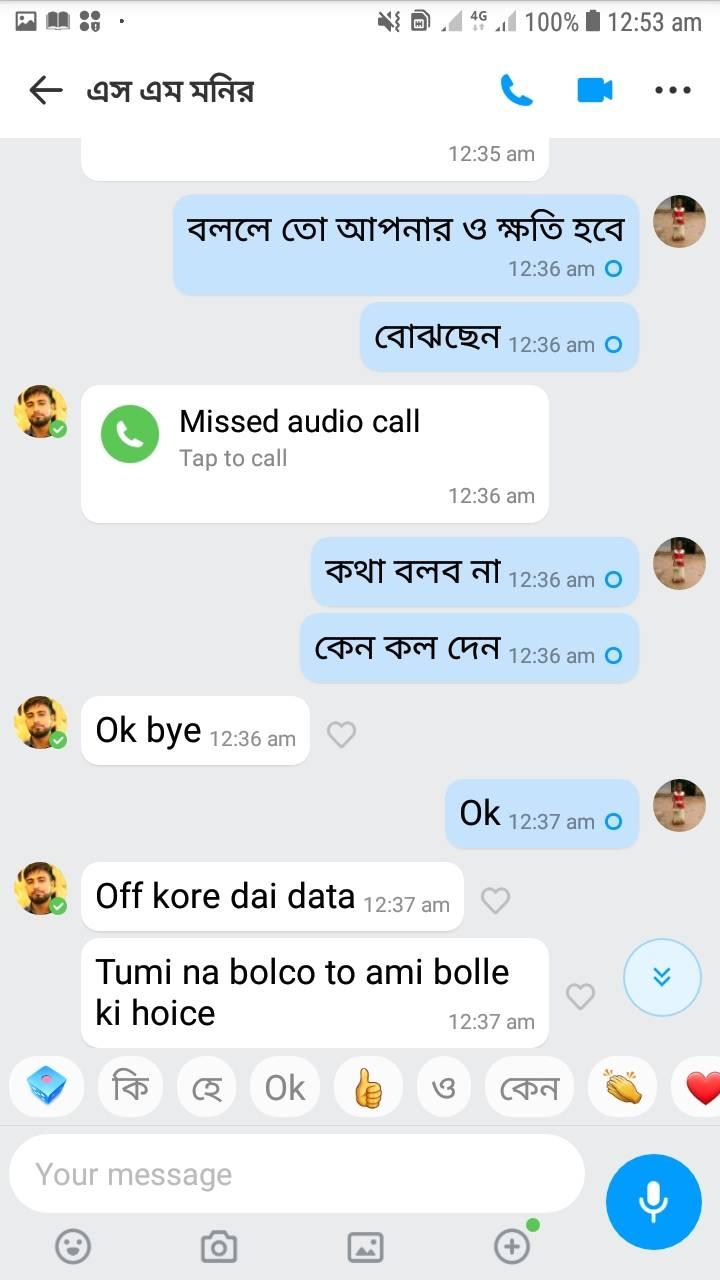 4G 100% 12:53 am
এস এম মনির
12:35 am
বললে তো আপনার ও ক্ষতি হবে
12:36 am
বোঝছেন 12:36 am
Missed audio call
Tap to call
12:36 am
কথা বলব না 12:36 am
কেন কল দেন 12:36 am
Ok bye 12:36 am
Ok 12:37 am
Off kore dai data 12:37 am
Tumi na bolco to ami bolle
ki hoice 12:37 am
কি হে Ok ও কেন
Your message